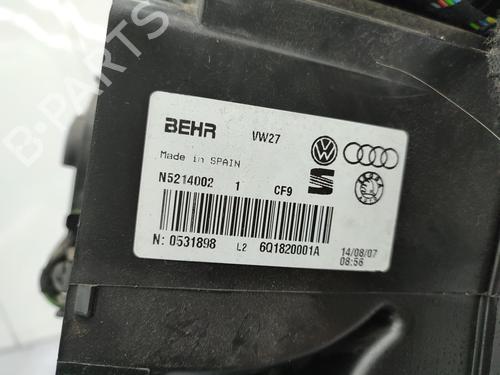 B-PARTS
BEHR VW27
Made in SPAIN
N5214002 1 CF9
N: 0531898 L2 6Q1820001A
14/08/07
08:56